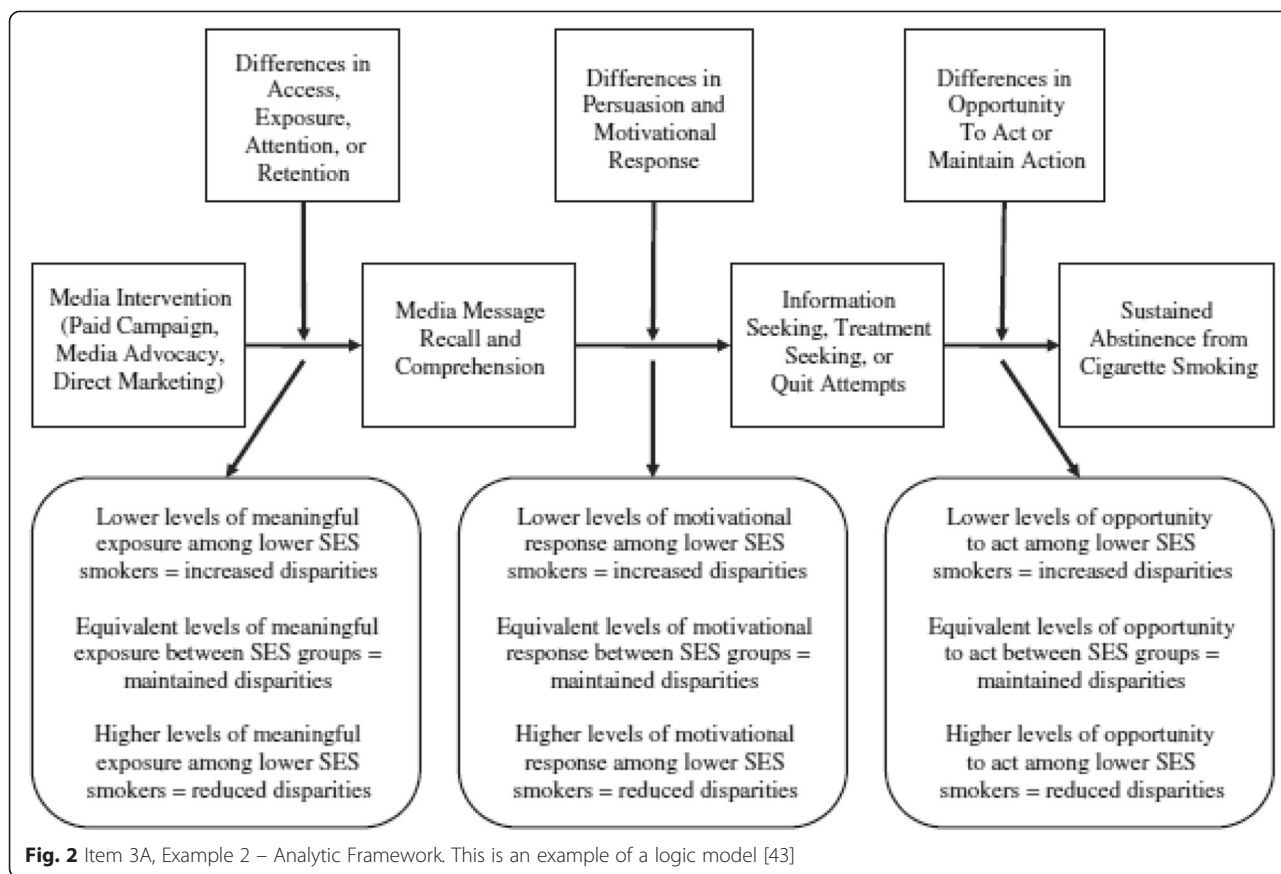 Differences in
Access,
Exposure,
Attention, or
Retention
Differences in
Persuasion and
Motivational
Response
Differences in
Opportunity
To Act or
Maintain Action
Media Intervention
(Paid Campaign,
Media Advocacy,
Direct Marketing)
Media Message
Recall and
Comprehension
Information
Seeking, Treatment
Seeking, or
Quit Attempts
Sustained
Abstinence from
Cigarette Smoking
Lower levels of meaningful
exposure among lower SES
smokers = increased disparities
Equivalent levels of meaningful
exposure between SES groups =
maintained disparities
Higher levels of meaningful
exposure among lower SES
smokers = reduced disparities
Lower levels of motivational
response among lower SES
smokers = increased disparities
Equivalent levels of motivational
response between SES groups =
maintained disparities
Higher levels of motivational
response among lower SES
smokers = reduced disparities
Lower levels of opportunity
to act among lower SES
smokers = increased disparities
Equivalent levels of opportunity
to act between SES groups =
maintained disparities
Higher levels of opportunity
to act among lower SES
smokers = reduced disparities
Fig. 2 Item 3A, Example 2 – Analytic Framework. This is an example of a logic model [43]